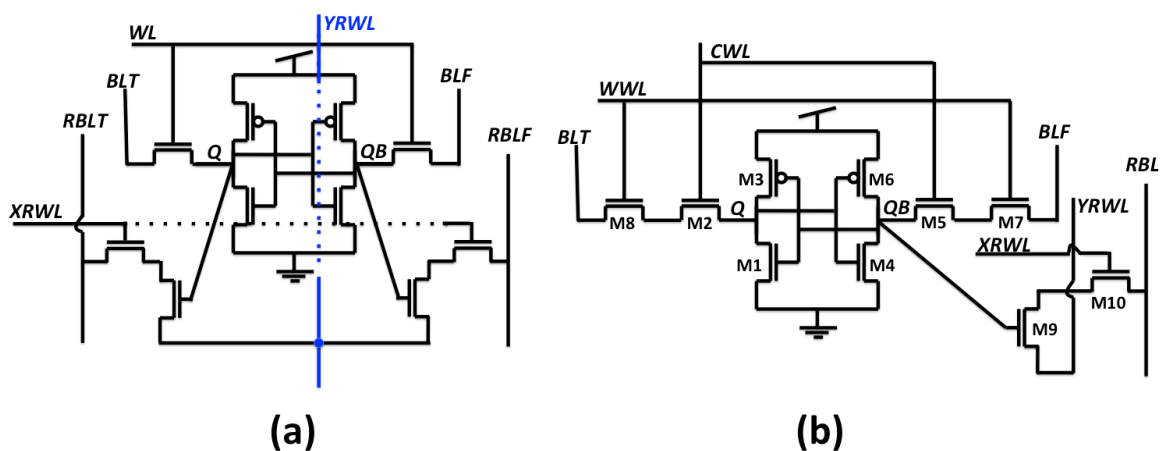 YRWL
WL
BLT
BLF
RBLT
RBLF
Q
QB
XRWL
(a)
CWL
WWL
BLT
BLF
RBL
M3
M6
YRWL
M8
M2
Q
QB
M5
M7
XRWL
M1
M4
M10
M9
(b)